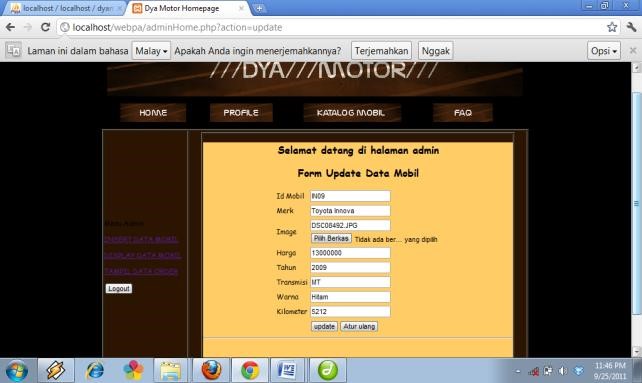 localhost / localhost / dyan
Dya Motor Homepage
localhost/webpa/adminHome.php?action=update
Laman ini dalam bahasa Malay Apakah Anda ingin menerjemahkannya? Terjemahkan Nggak Opsi
///DYA///MOTOR///
HOME PROFILE KATALOG MOBIL FAQ
Selamat datang di halaman admin
Form Update Data Mobil
Id Mobil IN09
Merk Toyota Innova
Image DSC08492.JPG
Pilih Berkas Tidak ada ber... yang dipilih
Harga 13000000
Tahun 2009
Transmisi MT
Warna Hitam
Kilometer 5212
update Atur ulang
Menu Admin
INSERT DATA MOBIL
DISPLAY DATA MOBIL
TAMPIL DATA ORDER
Logout
11:46 PM
9/25/2011